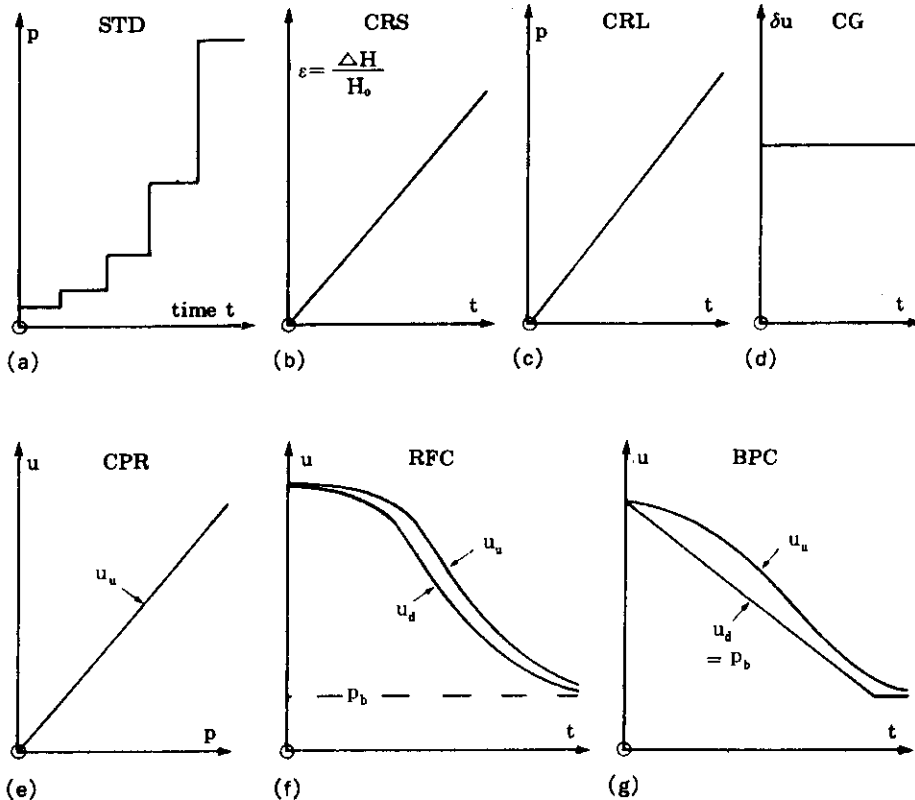 p STD
time t
(a)
CRS
ε = ΔH / H₀
t
(b)
p CRL
t
(c)
δu CG
t
(d)
u CPR
u_u
p
(e)
u RFC
u_u
u_d
p_b
t
(f)
u BPC
u_u
u_d
= p_b
t
(g)